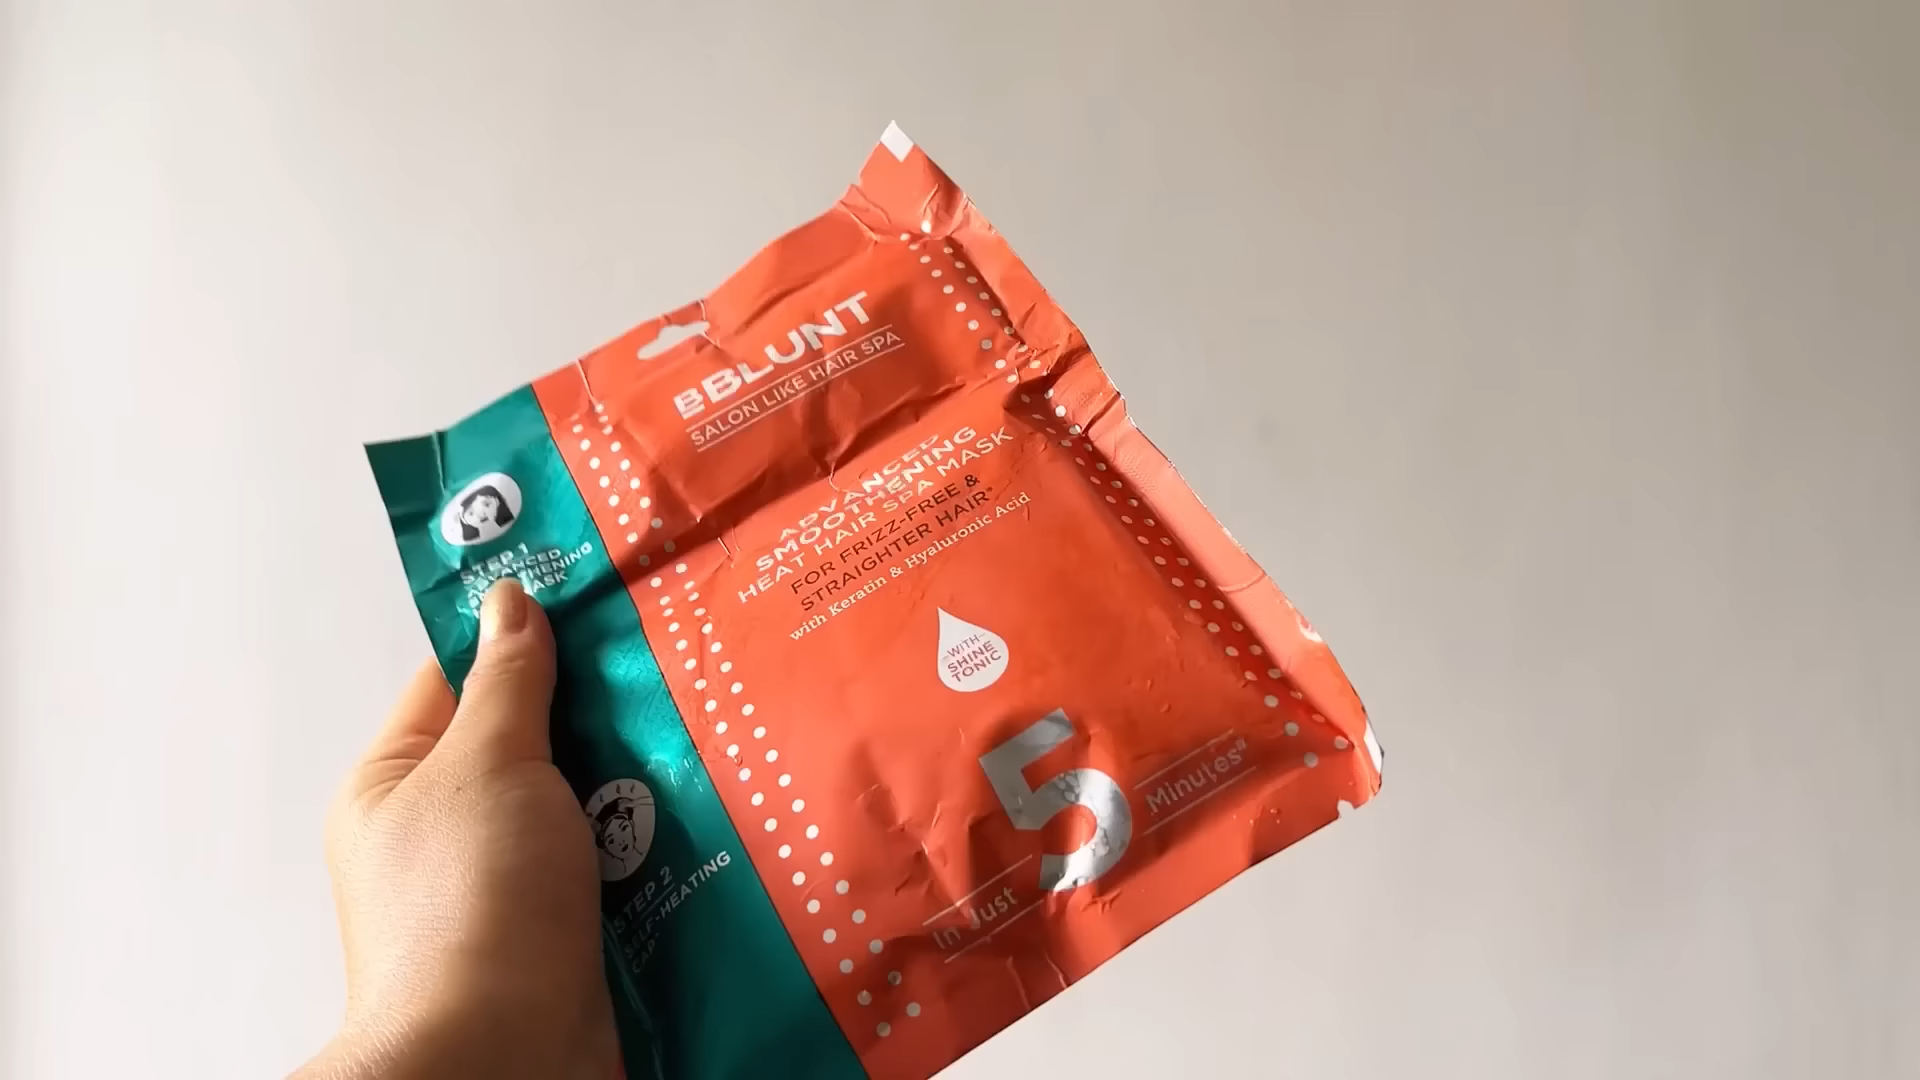 BBLUNT
SALON LIKE HAIR SPA
ADVANCED
SMOOTHENING
HEAT HAIR SPA MASK
FOR FRIZZ-FREE &
STRAIGHTER HAIR*
with Keratin & Hyaluronic Acid
WITH
SHINE
TONIC
In Just
5
Minutes#
STEP 1
ADVANCED
MASK
STEP 2
SELF-HEATING
CAP